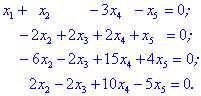 x₁ + x₂ - 3x₄ - x₅ = 0;
- 2x₂ + 2x₃ + 2x₄ + x₅ = 0;
- 6x₂ - 2x₃ + 15x₄ + 4x₅ = 0;
2x₂ - 2x₃ + 10x₄ - 5x₅ = 0.